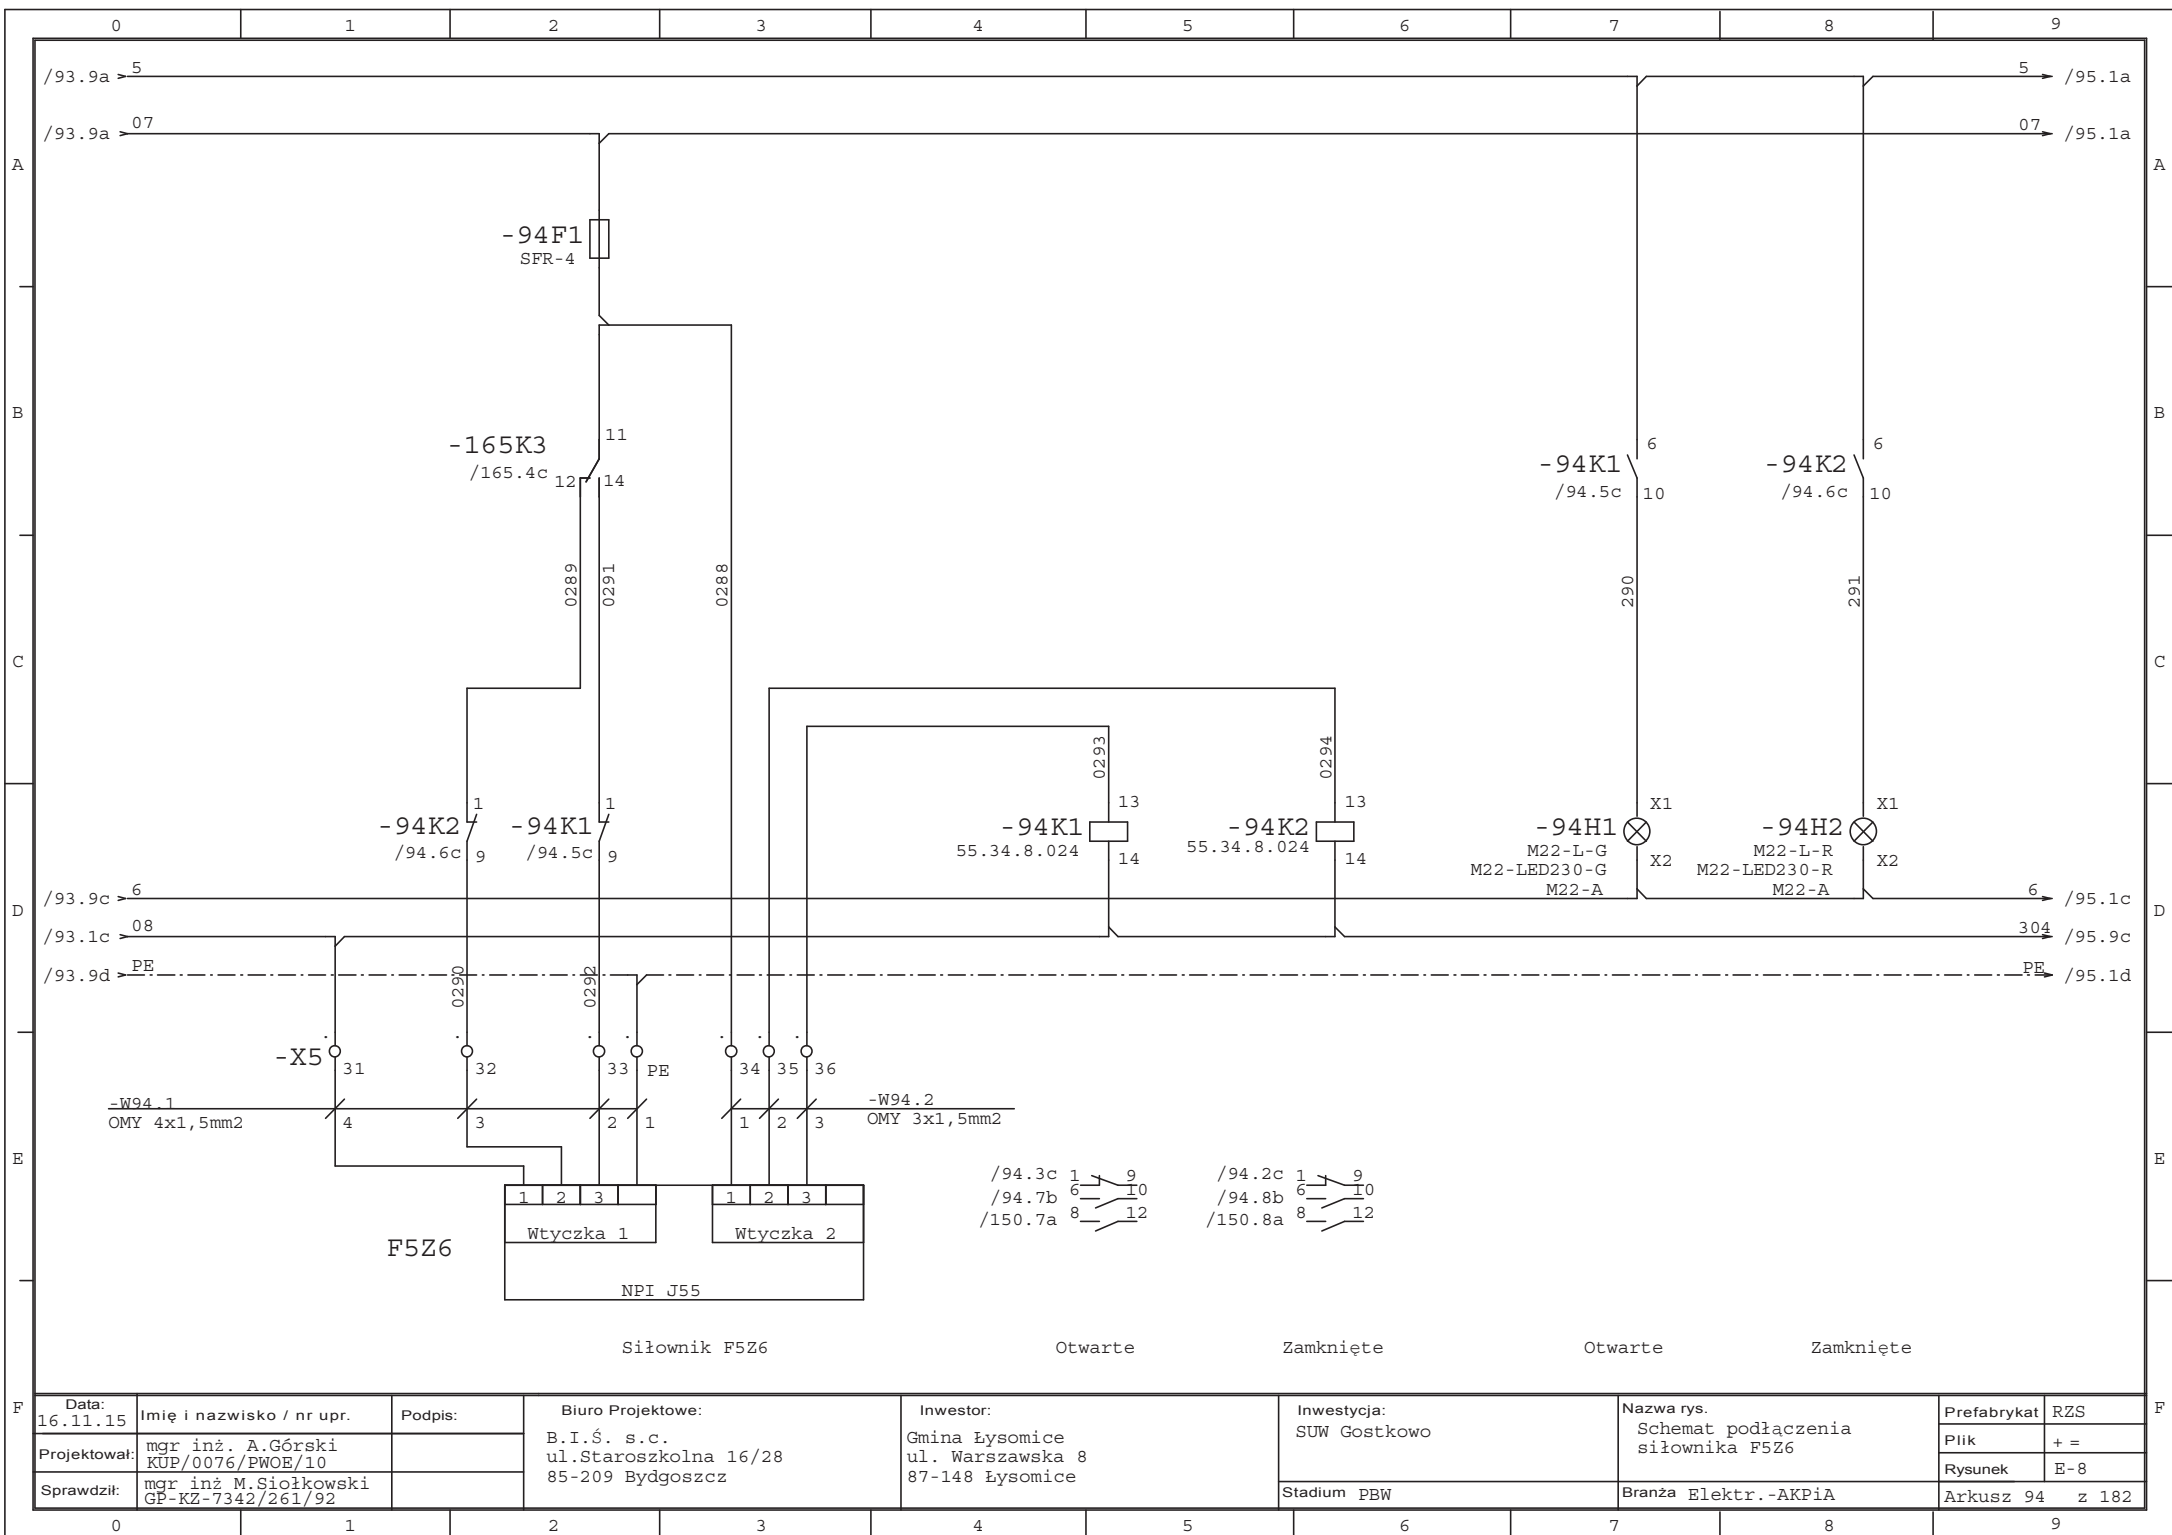 0 1 2 3 4 5 6 7 8 9
/93.9a 5 5 /95.1a
/93.9a 07 07 /95.1a
A A
-94F1
SFR-4
B B
-165K3 11
/165.4c 12 14
-94K1 6
/94.5c 10
-94K2 6
/94.6c 10
0289 0291 0288 290 291
C C
0293 0294
-94K2 1
/94.6c 9
-94K1 1
/94.5c 9
-94K1 13
55.34.8.024 14
-94K2 13
55.34.8.024 14
-94H1 X1
M22-L-G X2
M22-LED230-G
M22-A
-94H2 X1
M22-L-R X2
M22-LED230-R
M22-A
/93.9c 6 6 /95.1c
D D
/93.1c 08 304 /95.9c
/93.9d PE PE /95.1d
0290 0292
-X5 31 32 33 PE 34 35 36
-W94.1
OMY 4x1,5mm2
4 3 2 1 1 2 3
-W94.2
OMY 3x1,5mm2
E E
/94.3c 1 9
/94.7b 6 10
/150.7a 8 12
/94.2c 1 9
/94.8b 6 10
/150.8a 8 12
1 2 3 1 2 3
Wtyczka 1 Wtyczka 2
F5Z6
NPI J55
Siłownik F5Z6 Otwarte Zamknięte Otwarte Zamknięte
F F
Data:
16.11.15
Imię i nazwisko / nr upr.
Podpis:
Projektował:
mgr inż. A.Górski
KUP/0076/PWOE/10
Sprawdził:
mgr inż M.Siołkowski
GP-KZ-7342/261/92
Biuro Projektowe:
B.I.Ś. s.c.
ul.Staroszkolna 16/28
85-209 Bydgoszcz
Inwestor:
Gmina Łysomice
ul. Warszawska 8
87-148 Łysomice
Inwestycja:
SUW Gostkowo
Stadium PBW
Nazwa rys.
Schemat podłączenia
siłownika F5Z6
Branża Elektr.-AKPiA
Prefabrykat RZS
Plik + =
Rysunek E-8
Arkusz 94 z 182
0 1 2 3 4 5 6 7 8 9